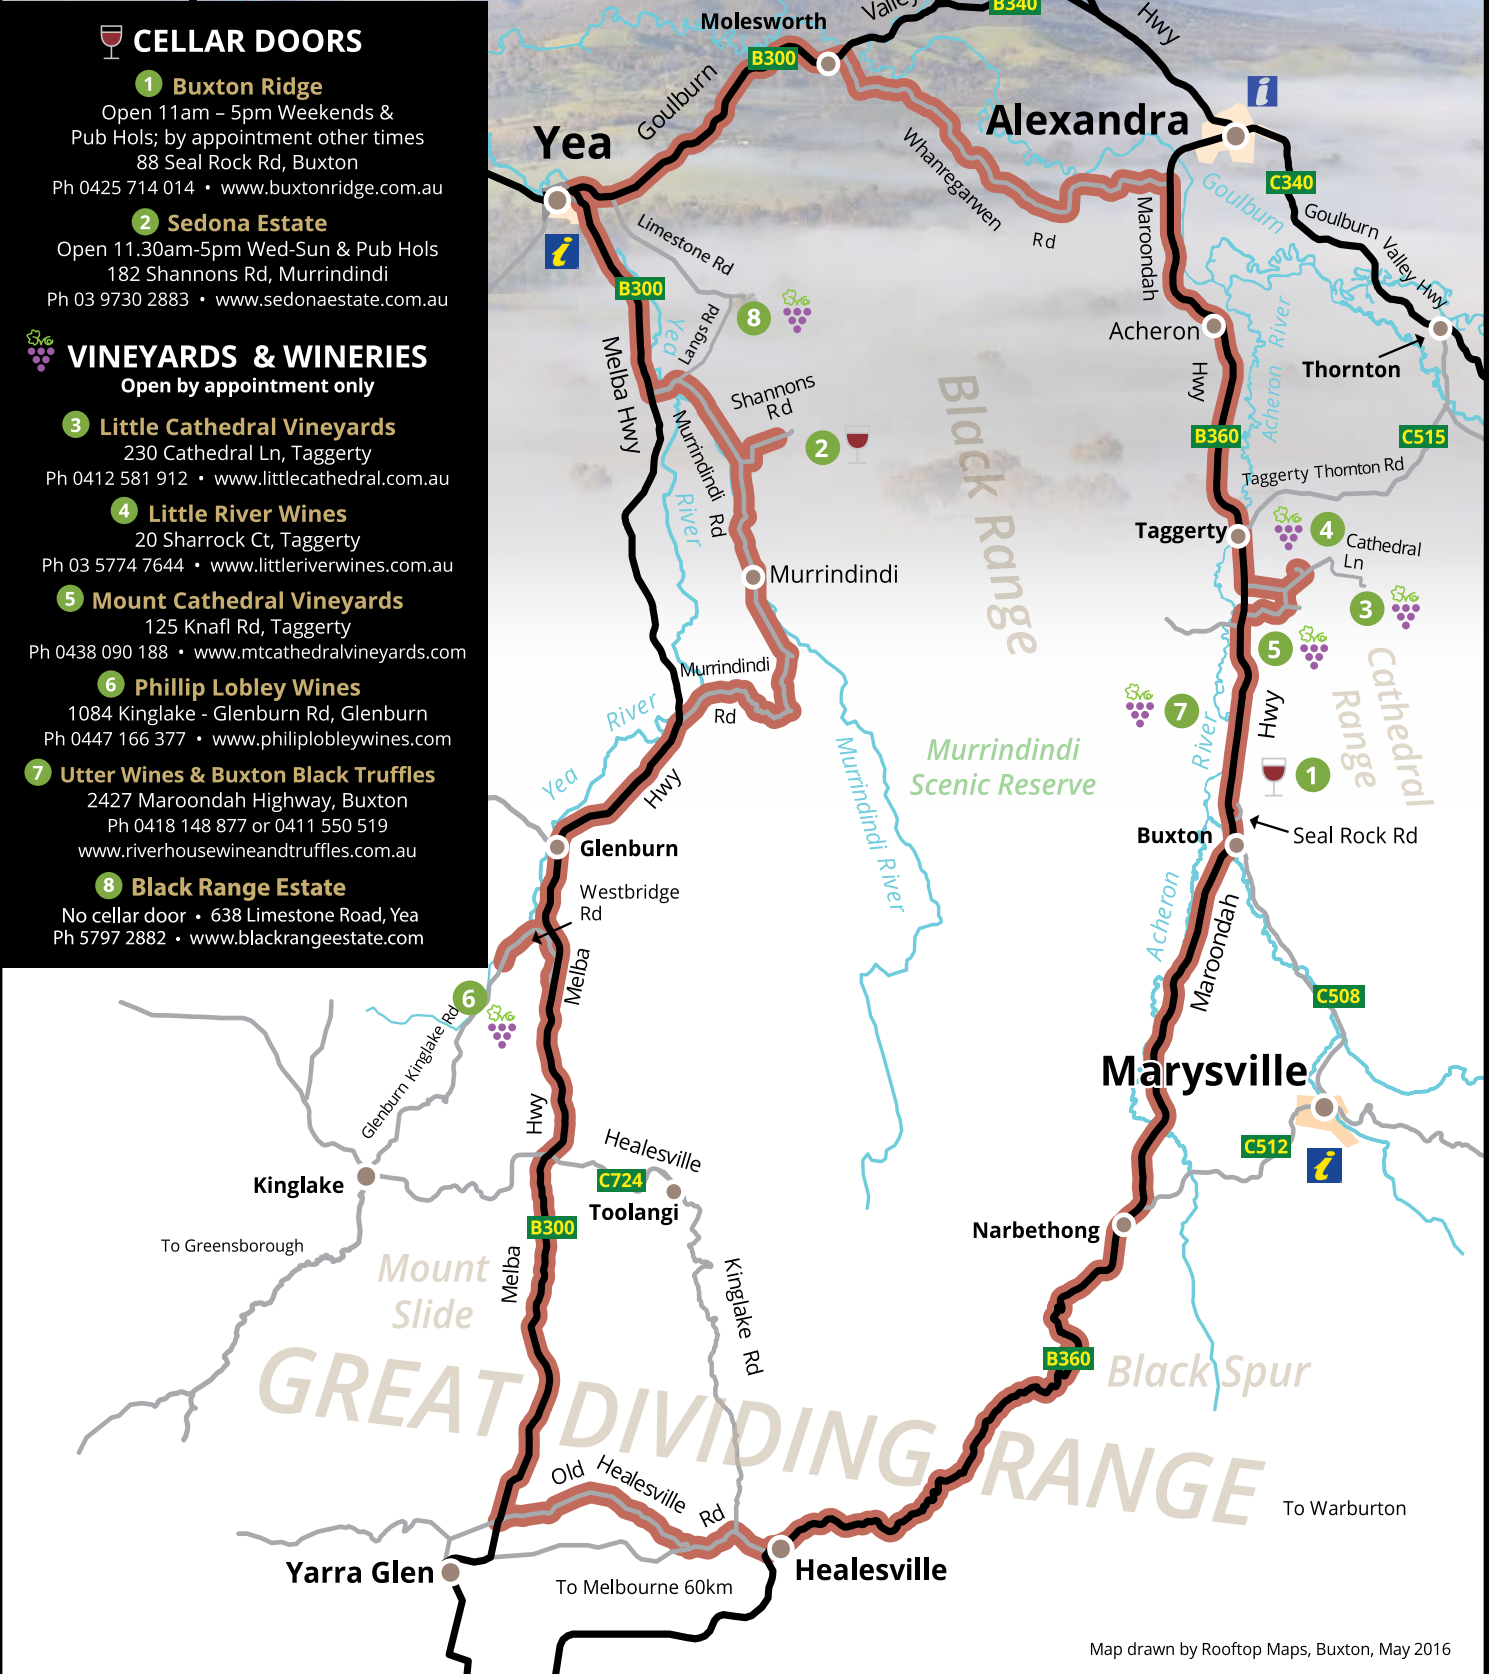 CELLAR DOORS
1 Buxton Ridge
Open 11am – 5pm Weekends &
Pub Hols; by appointment other times
88 Seal Rock Rd, Buxton
Ph 0425 714 014 • www.buxtonridge.com.au
2 Sedona Estate
Open 11.30am-5pm Wed-Sun & Pub Hols
182 Shannons Rd, Murrindindi
Ph 03 9730 2883 • www.sedonaestate.com.au
VINEYARDS & WINERIES
Open by appointment only
3 Little Cathedral Vineyards
230 Cathedral Ln, Taggerty
Ph 0412 581 912 • www.littlecathedral.com.au
4 Little River Wines
20 Sharrock Ct, Taggerty
Ph 03 5774 7644 • www.littleriverwines.com.au
5 Mount Cathedral Vineyards
125 Knafl Rd, Taggerty
Ph 0438 090 188 • www.mtcathedralvineyards.com
6 Phillip Lobley Wines
1084 Kinglake - Glenburn Rd, Glenburn
Ph 0447 166 377 • www.philiplobleywines.com
7 Utter Wines & Buxton Black Truffles
2427 Maroondah Highway, Buxton
Ph 0418 148 877 or 0411 550 519
www.riverhousewineandtruffles.com.au
8 Black Range Estate
No cellar door • 638 Limestone Road, Yea
Ph 5797 2882 • www.blackrangeestate.com
Molesworth
Valley
B340
Hwy
B300
Goulburn
i
Alexandra
Yea
Whanregarwen
Rd
C340
Goulburn
Goulburn
Valley Hwy
Maroondah
Limestone Rd
i
B300
8
Yea
Langs Rd
Acheron
Acheron River
Thornton
Melba Hwy
Hwy
Shannons
Rd
Black Range
2
B360
Acheron River
C515
Murrindindi
Rd
River
Taggerty Thornton Rd
Taggerty
4
Cathedral
Ln
Murrindindi
3
5
Murrindindi
Rd
River
Yea
Cathedral
Range
7
Hwy
River
Murrindindi
Scenic Reserve
Murrindindi River
Hwy
1
Buxton
Seal Rock Rd
Glenburn
Westbridge
Rd
Acheron
Maroondah
Melba
6
Glenburn Kinglake Rd
C508
Marysville
Hwy
Healesville
C512
i
C724
Kinglake
Toolangi
B300
Narbethong
To Greensborough
Mount
Slide
Melba
Kinglake Rd
B360
Black Spur
GREAT DIVIDING RANGE
Old Healesville Rd
To Warburton
Yarra Glen
Healesville
To Melbourne 60km
Map drawn by Rooftop Maps, Buxton, May 2016